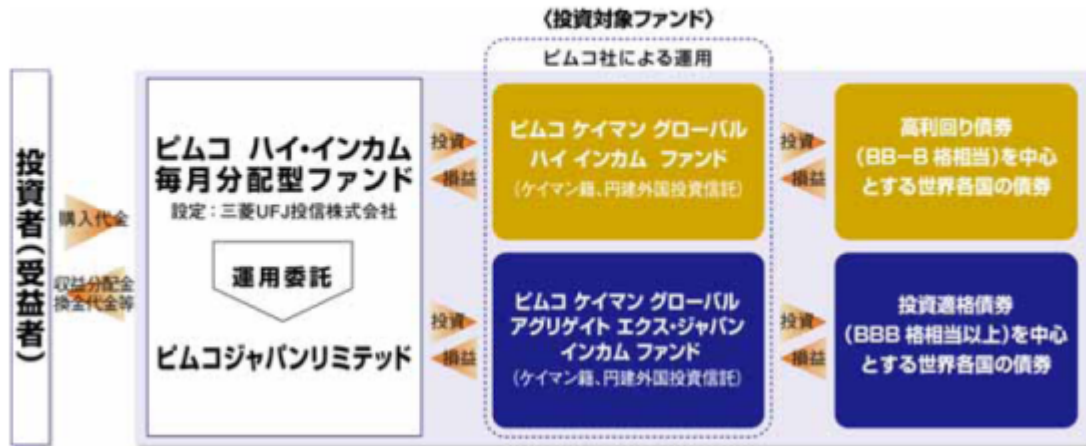 〈投資対象ファンド〉
ピムコ社による運用
投資者(受益者)
購入代金
収益分配金
換金代金等
ピムコ ハイ・インカム
毎月分配型ファンド
設定：三菱UFJ投信株式会社
運用委託
ピムコジャパンリミテッド
投資
損益
ピムコ ケイマン グローバル
ハイ インカム ファンド
(ケイマン籍、円建外国投資信託)
投資
損益
高利回り債券
(BB－B 格相当)を中心
とする世界各国の債券
投資
損益
ピムコ ケイマン グローバル
アグリゲイト エクス・ジャパン
インカム ファンド
(ケイマン籍、円建外国投資信託)
投資
損益
投資適格債券
(BBB 格相当以上)を中心
とする世界各国の債券